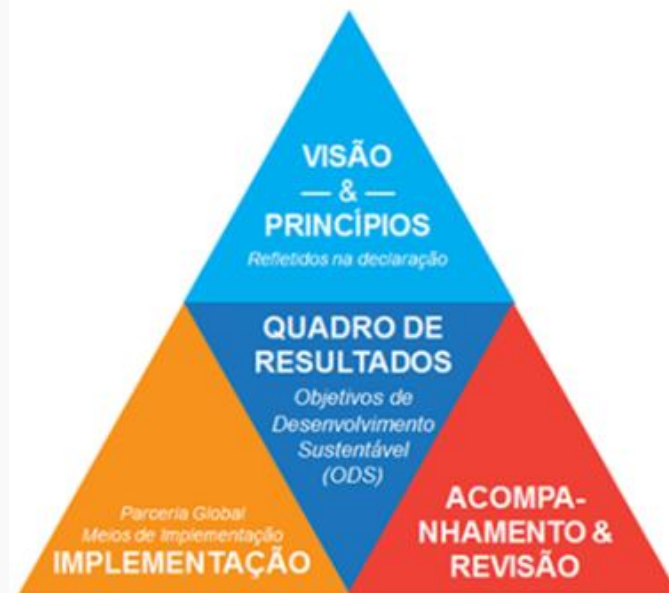 VISÃO
— & —
PRINCÍPIOS
Refletidos na declaração
QUADRO DE
RESULTADOS
Objetivos de
Desenvolvimento
Sustentável
(ODS)
Parceria Global
Meios de Implementação
IMPLEMENTAÇÃO
ACOMPA-
NHAMENTO &
REVISÃO